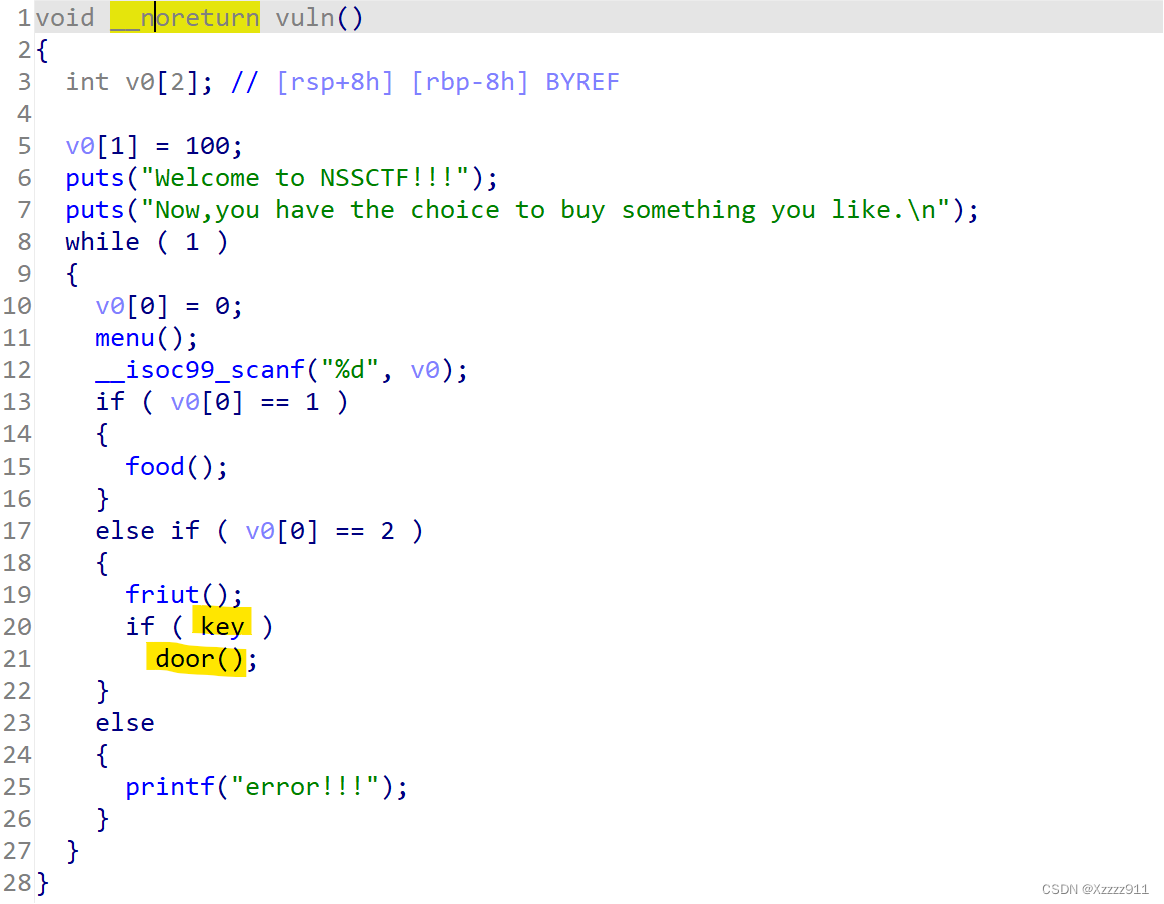 1 void __noreturn vuln()
2 {
3   int v0[2]; // [rsp+8h] [rbp-8h] BYREF
4
5   v0[1] = 100;
6   puts("Welcome to NSSCTF!!!");
7   puts("Now,you have the choice to buy something you like.\n");
8   while ( 1 )
9   {
10     v0[0] = 0;
11     menu();
12     __isoc99_scanf("%d", v0);
13     if ( v0[0] == 1 )
14     {
15       food();
16     }
17     else if ( v0[0] == 2 )
18     {
19       friut();
20       if ( key )
21         door();
22     }
23     else
24     {
25       printf("error!!!");
26     }
27   }
28 }
CSDN @Xzzzz911